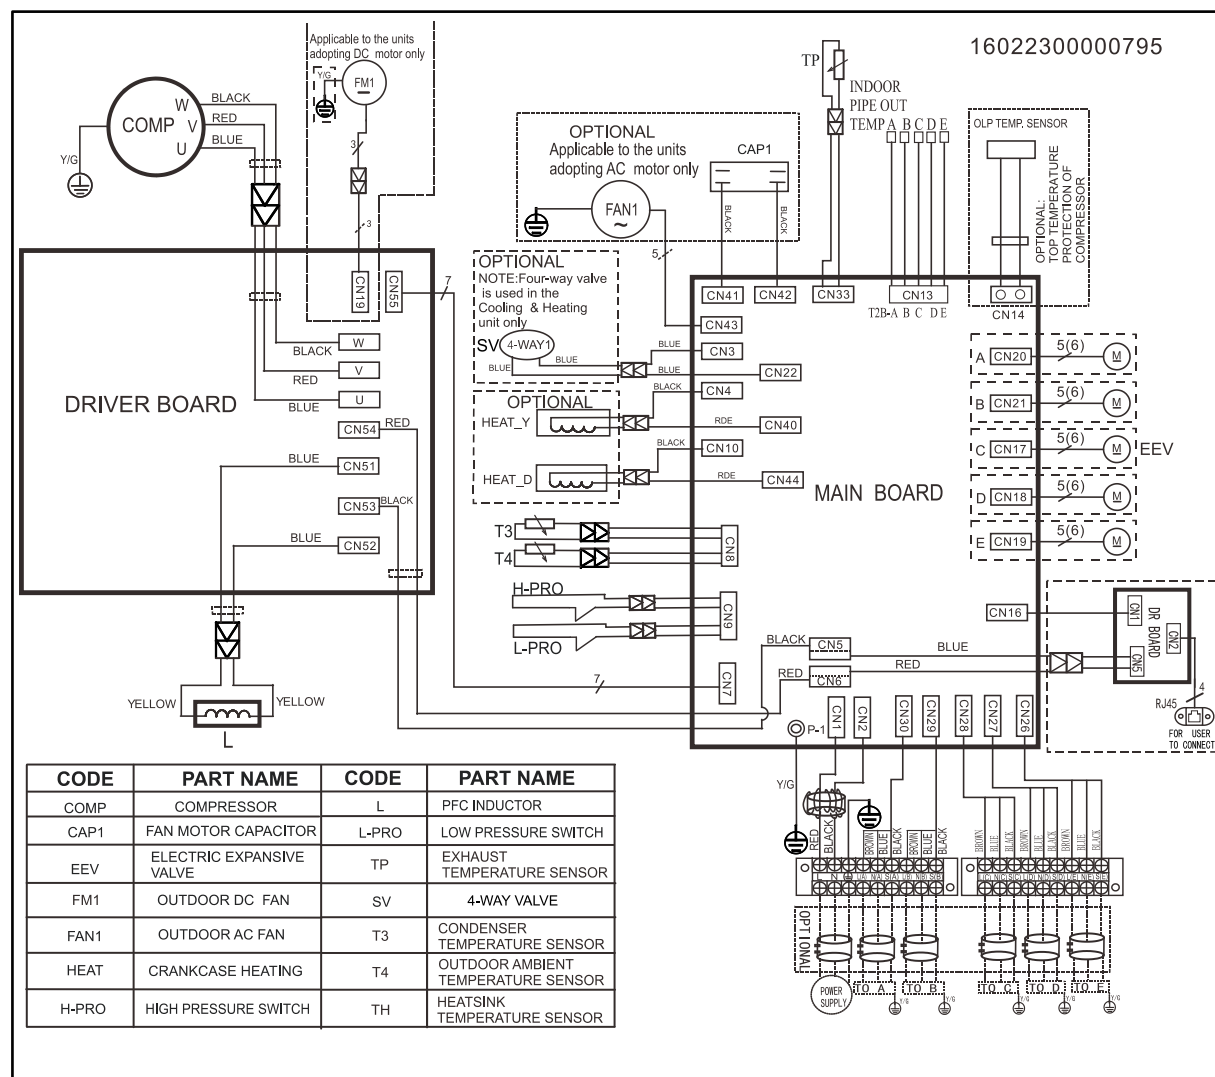 16022300000795
Applicable to the units
adopting DC motor only
Y/G
FM1
COMP
W
V
U
BLACK
RED
BLUE
Y/G
3
3
CN19
CN55
7
DRIVER BOARD
BLACK
W
RED
V
BLUE
U
CN54
RED
BLUE
CN51
CN53
BLACK
BLUE
CN52
YELLOW
YELLOW
L
OPTIONAL
Applicable to the units
adopting AC motor only
CAP1
FAN1
5
BLACK
BLACK
TP
INDOOR
PIPE OUT
TEMP A B C D E
OLP TEMP. SENSOR
OPTIONAL:
TOP TEMPERATURE
PROTECTION OF
COMPRESSOR
OPTIONAL
NOTE:Four-way valve
is used in the
Cooling & Heating
unit only
SV
4-WAY1
BLUE
BLUE
BLUE
BLUE
CN41
CN42
CN33
CN13
T2B-A B C D E
CN14
CN43
CN3
CN22
CN4
BLACK
OPTIONAL
HEAT_Y
RDE
CN40
BLACK
CN10
HEAT_D
RDE
CN44
MAIN BOARD
A
CN20
5(6)
M
B
CN21
5(6)
M
C
CN17
5(6)
M
EEV
D
CN18
5(6)
M
E
CN19
5(6)
M
T3
T4
CN8
H-PRO
L-PRO
CN9
7
CN7
CN16
BLACK
CN5
BLUE
RED
CN6
RED
CN1
DR BOARD
CN2
CN5
4
RJ45
FOR USER
TO CONNECT
P-1
CN1
CN2
CN30
CN29
CN28
CN27
CN26
Y/G
RED
BLACK
BROWN
BLUE
BLACK
BROWN
BLUE
BLACK
BROWN
BLUE
BLACK
BROWN
BLUE
BLACK
BROWN
BLUE
BLACK
L N L(A) N(A) S(A) L(B) N(B) S(B)
L(C) N(C) S(C) L(D) N(D) S(D) L(E) N(E) S(E)
OPTIONAL
POWER
SUPPLY
TO A
Y/G
TO B
Y/G
TO C
Y/G
TO D
Y/G
TO E
Y/G
CODE PART NAME CODE PART NAME
COMP COMPRESSOR L PFC INDUCTOR
CAP1 FAN MOTOR CAPACITOR L-PRO LOW PRESSURE SWITCH
EEV ELECTRIC EXPANSIVE VALVE TP EXHAUST TEMPERATURE SENSOR
FM1 OUTDOOR DC FAN SV 4-WAY VALVE
FAN1 OUTDOOR AC FAN T3 CONDENSER TEMPERATURE SENSOR
HEAT CRANKCASE HEATING T4 OUTDOOR AMBIENT TEMPERATURE SENSOR
H-PRO HIGH PRESSURE SWITCH TH HEATSINK TEMPERATURE SENSOR